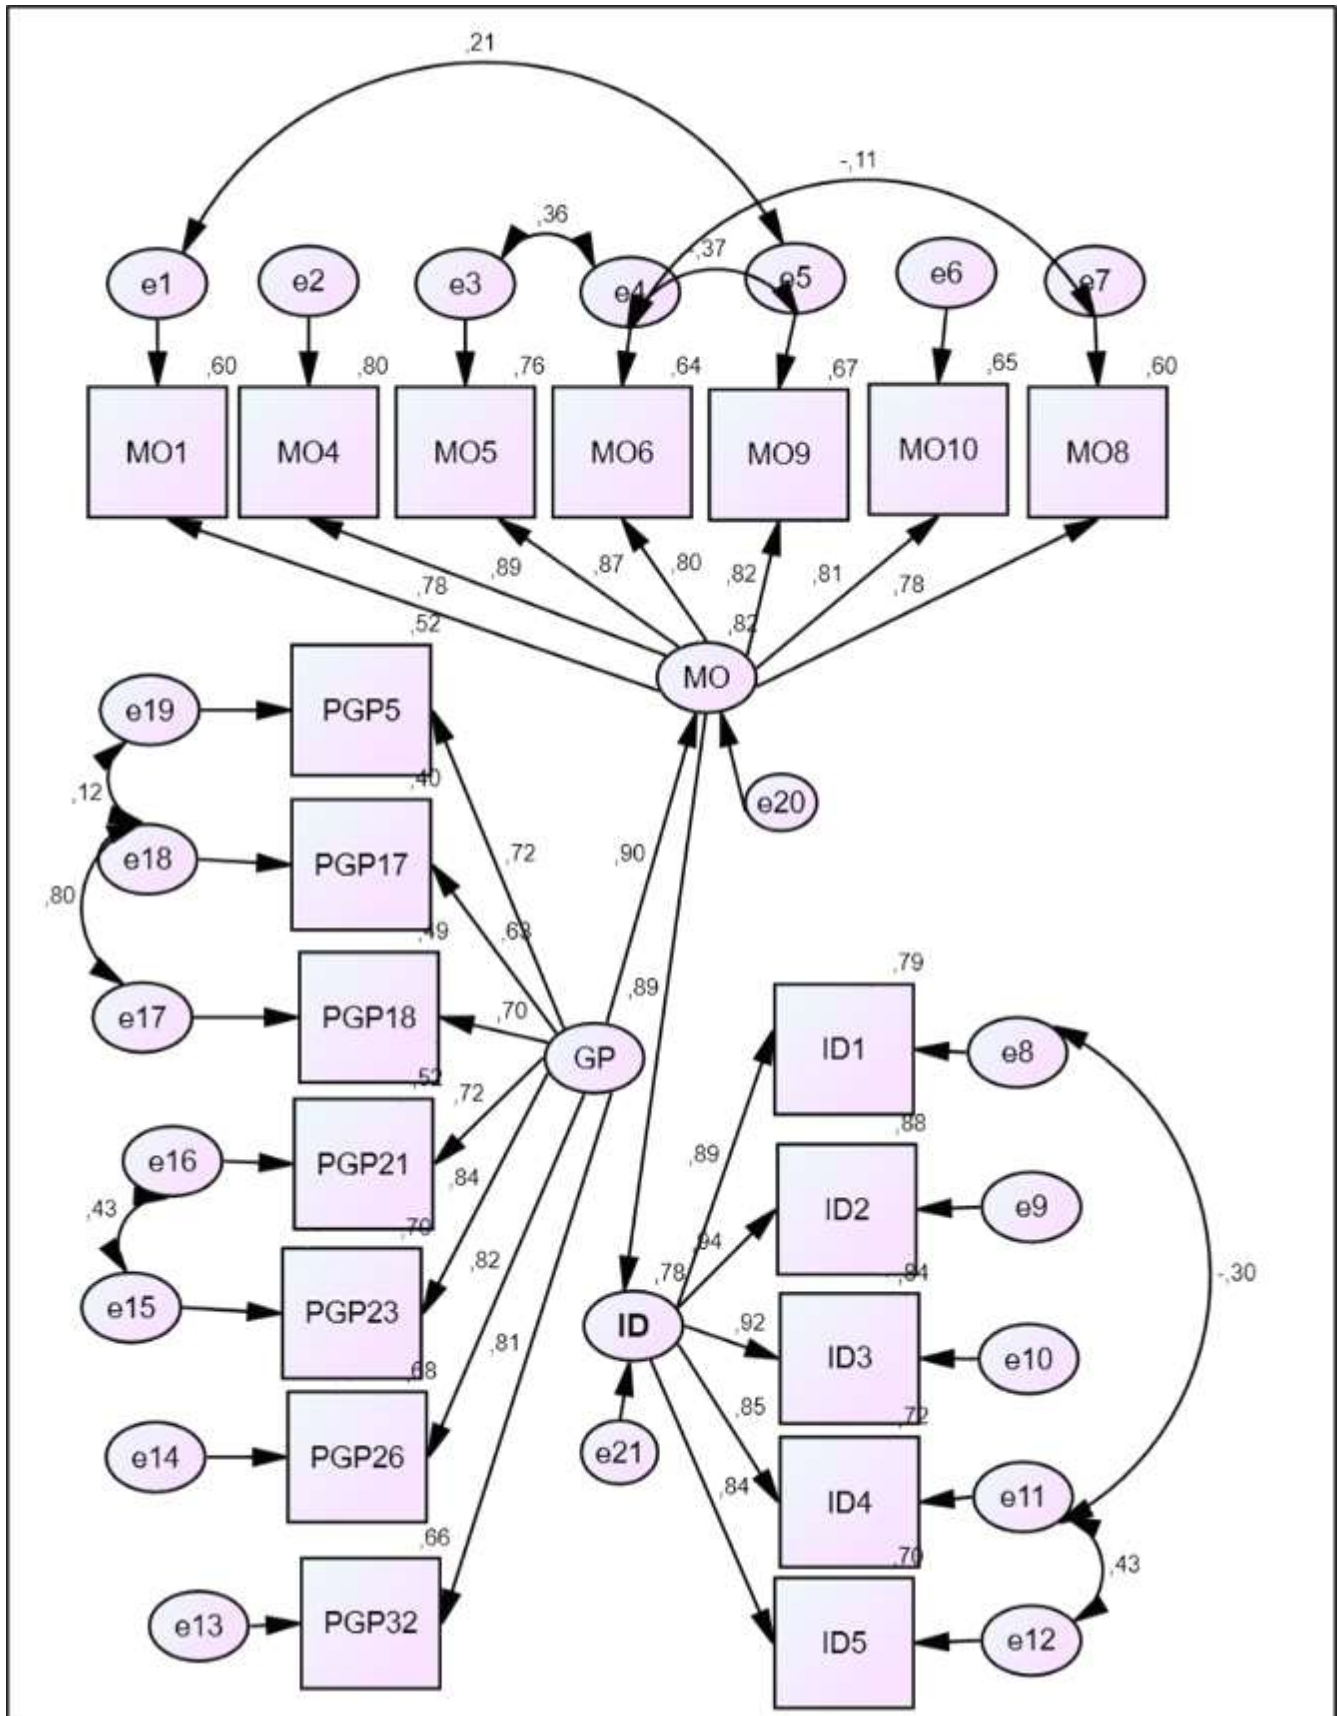 ,21
-,11
,36
-,37
e1 e2 e3 e4 e5 e6 e7
,60 ,80 ,76 ,64 ,67 ,65 ,60
MO1 MO4 MO5 MO6 MO9 MO10 MO8
,78 ,89 ,87 ,80 ,82 ,81 ,78
,52 ,82
MO
e19 PGP5
,40
,12 e20
e18 PGP17 ,72 ,90
,80
,49 ,63
,79
,89
e17 PGP18 ,70
GP ID1 e8
,52 ,72
,88
e16 PGP21 ,84 ,89
,43 ID2 e9
,70 ,94
,82 ,78 ,84 -,30
e15 PGP23 ID ,92
,81 ID3 e10
,68 ,85 ,72
e14 PGP26 e21
,84 ID4 e11
,66 ,70 ,43
e13 PGP32 ID5 e12